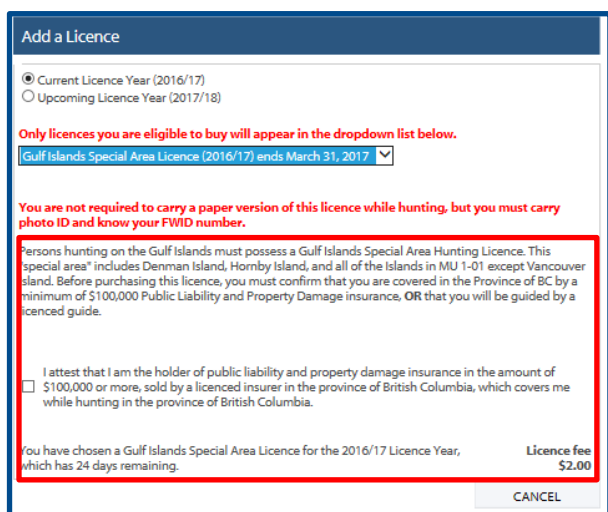 Add a Licence
Current Licence Year (2016/17)
Upcoming Licence Year (2017/18)
Only licences you are eligible to buy will appear in the dropdown list below.
Gulf Islands Special Area Licence (2016/17) ends March 31, 2017
You are not required to carry a paper version of this licence while hunting, but you must carry
photo ID and know your FWID number.
Persons hunting on the Gulf Islands must possess a Gulf Islands Special Area Hunting Licence. This
"special area" includes Denman Island, Hornby Island, and all of the Islands in MU 1-01 except Vancouver
Island. Before purchasing this licence, you must confirm that you are covered in the Province of BC by a
minimum of $100,000 Public Liability and Property Damage insurance, OR that you will be guided by a
licenced guide.
I attest that I am the holder of public liability and property damage insurance in the amount of
$100,000 or more, sold by a licenced insurer in the province of British Columbia, which covers me
while hunting in the province of British Columbia.
You have chosen a Gulf Islands Special Area Licence for the 2016/17 Licence Year, Licence fee
which has 24 days remaining. $2.00
CANCEL